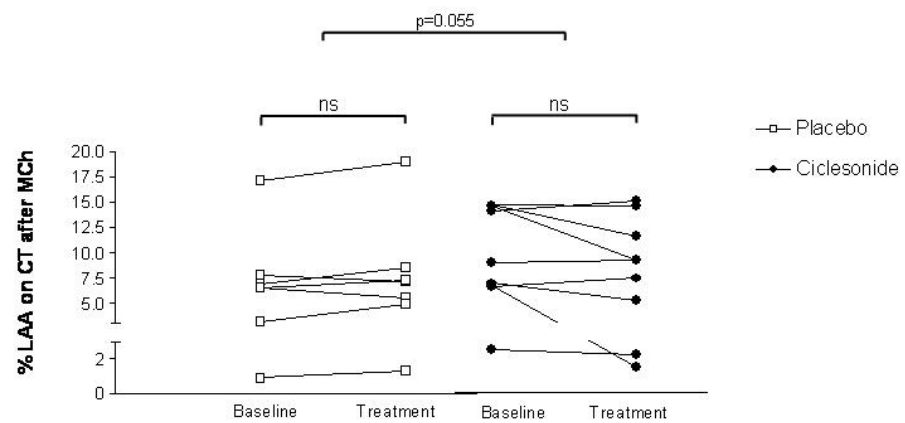 p=0.055
ns
ns
Placebo
Ciclesonide
% LAA on CT after MCh
20.0
17.5
15.0
12.5
10.0
7.5
5.0
2
0
Baseline Treatment Baseline Treatment